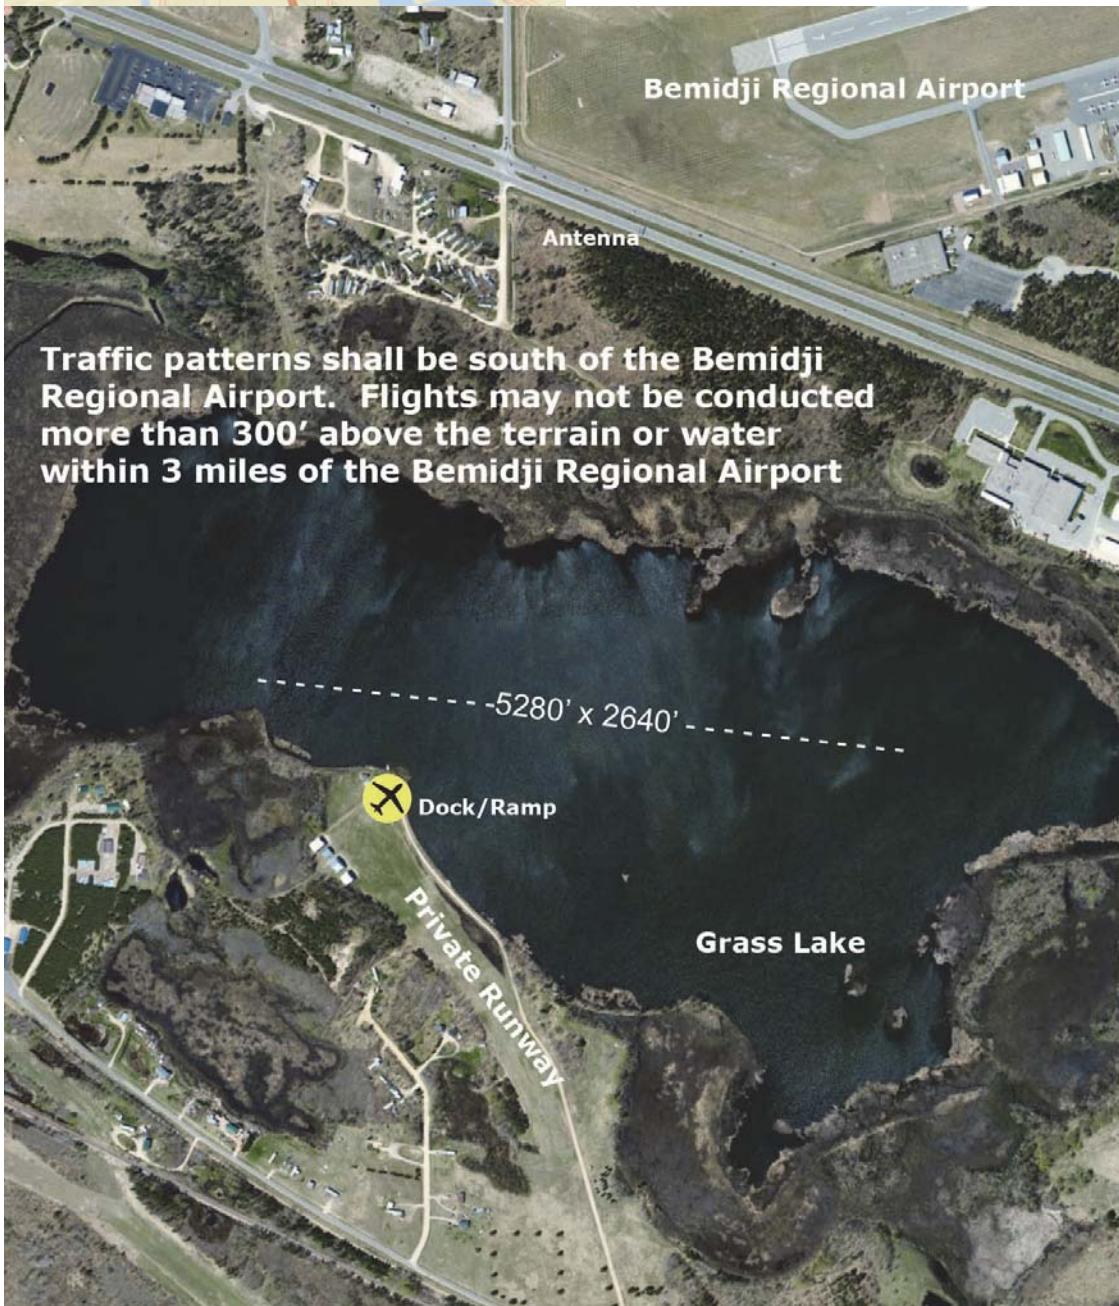 Bemidji Regional Airport
Antenna
Traffic patterns shall be south of the Bemidji
Regional Airport.  Flights may not be conducted
more than 300’ above the terrain or water
within 3 miles of the Bemidji Regional Airport
5280’ x 2640’
Dock/Ramp
Private Runway
Grass Lake